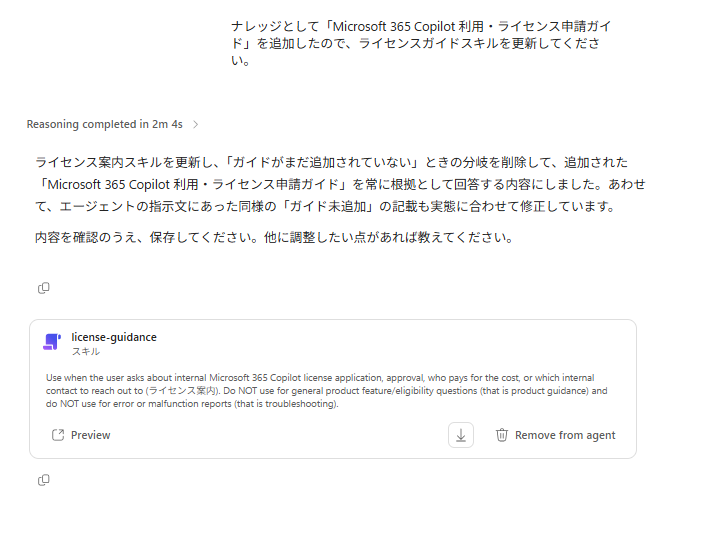 ナレッジとして「Microsoft 365 Copilot 利用・ライセンス申請ガイ
ド」を追加したので、ライセンスガイドスキルを更新してくださ
い。
Reasoning completed in 2m 4s
ライセンス案内スキルを更新し、「ガイドがまだ追加されていない」ときの分岐を削除して、追加された
「Microsoft 365 Copilot 利用・ライセンス申請ガイド」を常に根拠として回答する内容にしました。あわせ
て、エージェントの指示文にあった同様の「ガイド未追加」の記載も実態に合わせて修正しています。
内容を確認のうえ、保存してください。他に調整したい点があれば教えてください。
license-guidance
スキル
Use when the user asks about internal Microsoft 365 Copilot license application, approval, who pays for the cost, or which internal
contact to reach out to (ライセンス案内). Do NOT use for general product feature/eligibility questions (that is product guidance) and
do NOT use for error or malfunction reports (that is troubleshooting).
Preview
Remove from agent